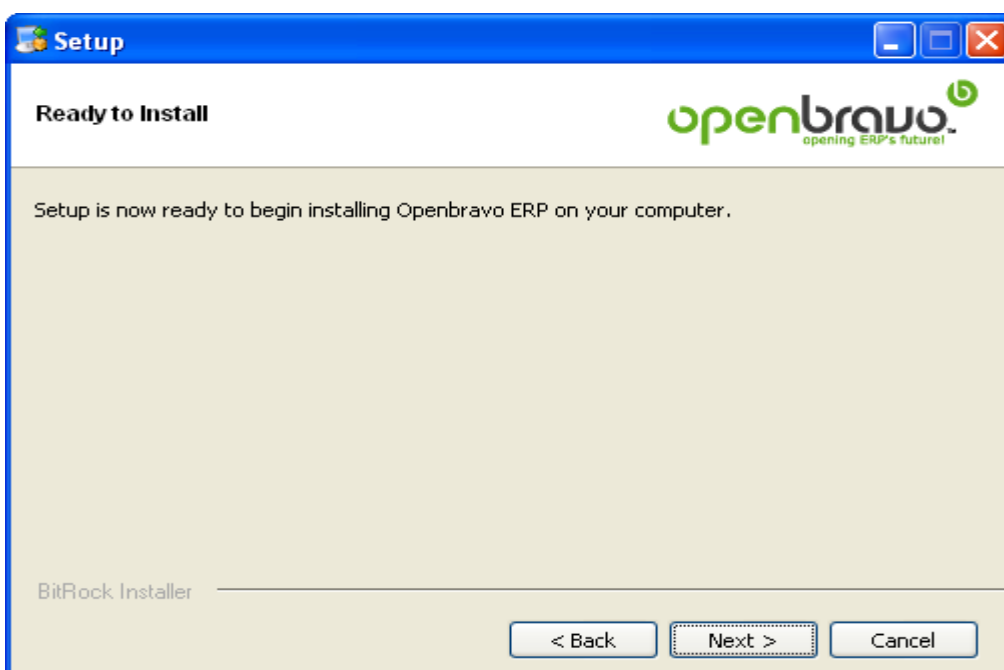 Setup
Ready to Install
openbravo.
opening ERP's future!
Setup is now ready to begin installing Openbravo ERP on your computer.
BitRock Installer
< Back Next > Cancel